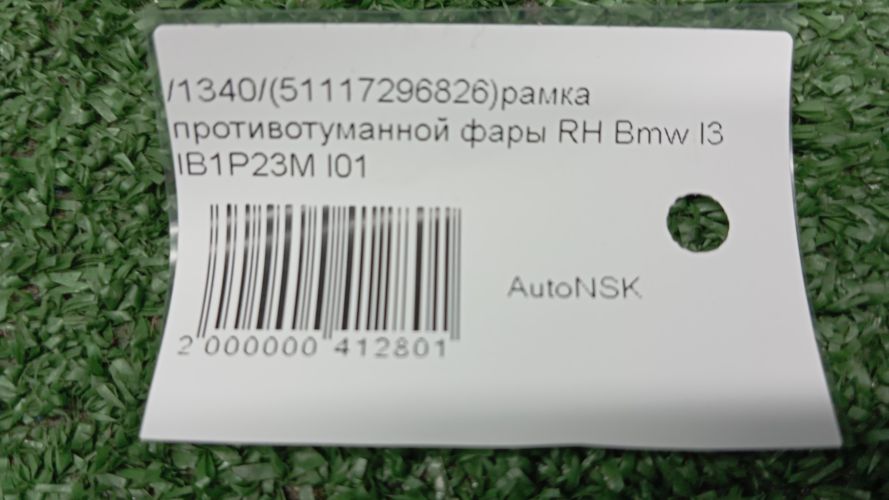 /1340/(51117296826)рамка
противотуманной фары RH Bmw I3
IB1P23M I01
AutoNSK
2 000000 412801